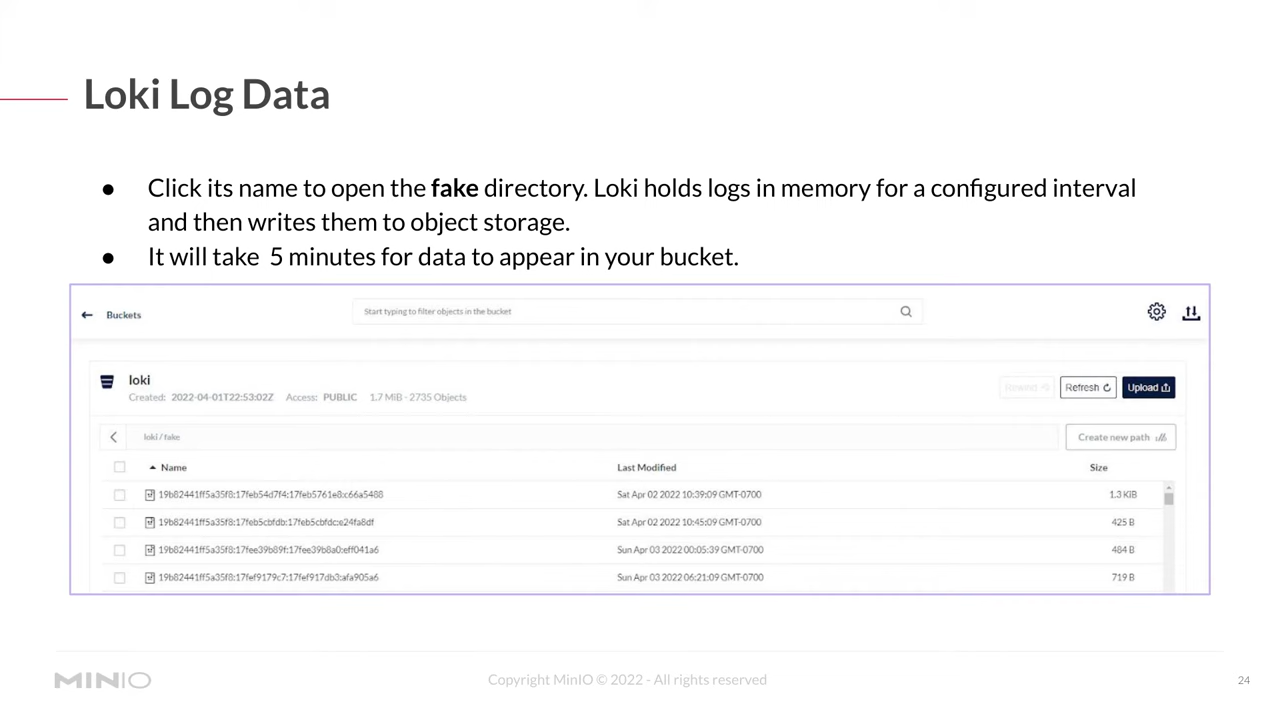 Loki Log Data
● Click its name to open the fake directory. Loki holds logs in memory for a configured interval
and then writes them to object storage.
● It will take 5 minutes for data to appear in your bucket.
Buckets
Start typing to filter objects in the bucket
loki
Created: 2022-04-01T22:53:02Z Access: PUBLIC 1.7 MiB - 2735 Objects
Rewind Refresh Upload
loki / fake
Create new path
Name Last Modified Size
19b82441ff5a35f8:17feb54d7f4:17feb5761e8:c66a5488 Sat Apr 02 2022 10:39:09 GMT-0700 1.3 KiB
19b82441ff5a35f8:17feb5cbfdb:17feb5cbfdc:e24fa8df Sat Apr 02 2022 10:45:09 GMT-0700 425 B
19b82441ff5a35f8:17fee39b89f:17fee39b8a0:eff041a6 Sun Apr 03 2022 00:05:39 GMT-0700 484 B
19b82441ff5a35f8:17fef9179c7:17fef917db3:afa905a6 Sun Apr 03 2022 06:21:09 GMT-0700 719 B
MINIO
Copyright MinIO © 2022 - All rights reserved
24